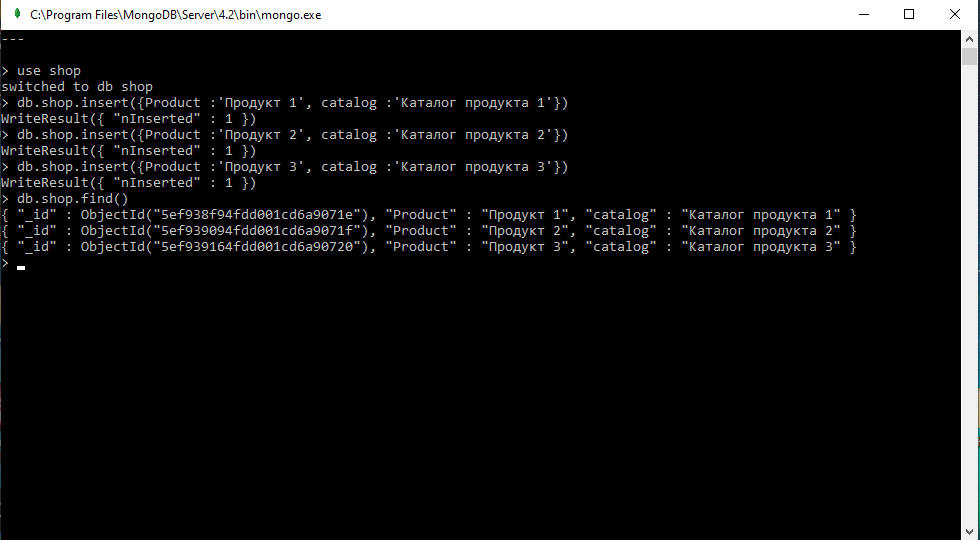 C:\Program Files\MongoDB\Server\4.2\bin\mongo.exe
---
> use shop
switched to db shop
> db.shop.insert({Product :'Продукт 1', catalog :'Каталог продукта 1'})
WriteResult({ "nInserted" : 1 })
> db.shop.insert({Product :'Продукт 2', catalog :'Каталог продукта 2'})
WriteResult({ "nInserted" : 1 })
> db.shop.insert({Product :'Продукт 3', catalog :'Каталог продукта 3'})
WriteResult({ "nInserted" : 1 })
> db.shop.find()
{ "_id" : ObjectId("5ef938f94fdd001cd6a9071e"), "Product" : "Продукт 1", "catalog" : "Каталог продукта 1" }
{ "_id" : ObjectId("5ef939094fdd001cd6a9071f"), "Product" : "Продукт 2", "catalog" : "Каталог продукта 2" }
{ "_id" : ObjectId("5ef939164fdd001cd6a90720"), "Product" : "Продукт 3", "catalog" : "Каталог продукта 3" }
>